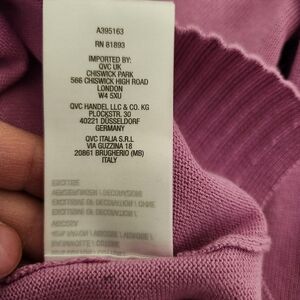 A395163
RN 81893
IMPORTED BY:
QVC UK
CHISWICK PARK
566 CHISWICK HIGH ROAD
LONDON
W4 5XU
QVC HANDEL LLC & CO. KG
PLOCKSTR. 30
40221 DÜSSELDORF
GERMANY
QVC ITALIA S.R.L
VIA GUZZINA 18
20861 BRUGHERIO (MB)
ITALY